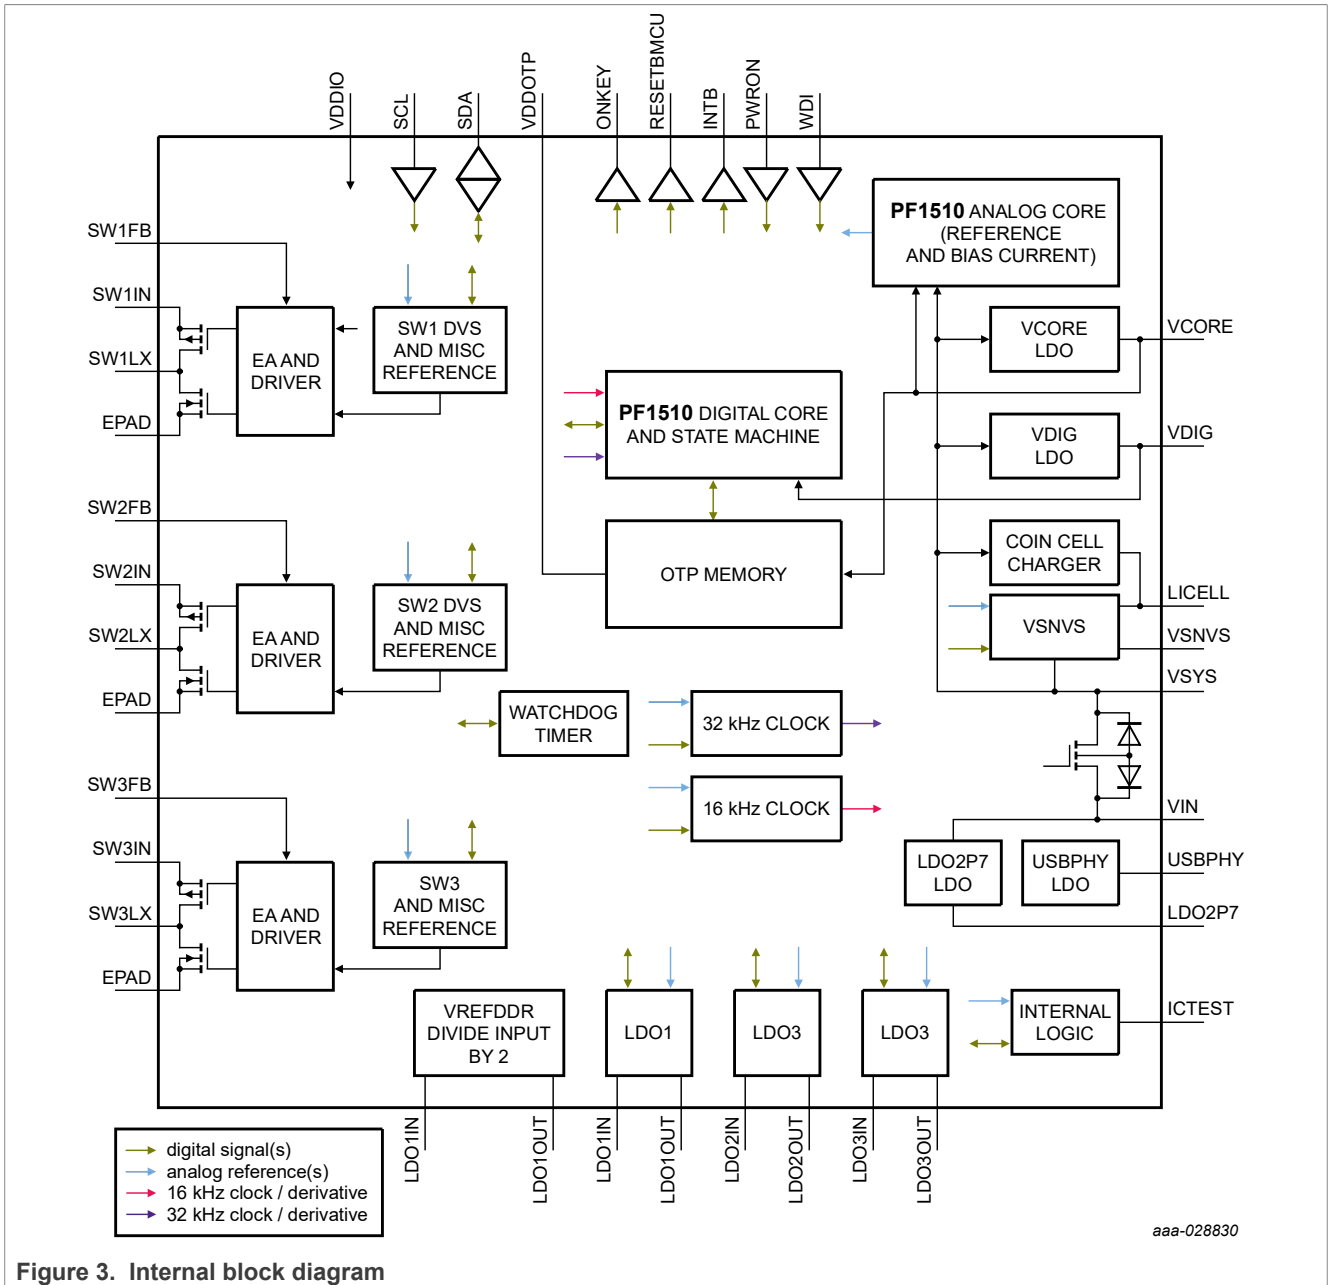 VDDIO
SCL
SDA
VDDOTP
ONKEY
RESETBMCU
INTB
PWRON
WDI
PF1510 ANALOG CORE
(REFERENCE
AND BIAS CURRENT)
SW1FB
SW1IN
SW1LX
EPAD
EA AND
DRIVER
SW1 DVS
AND MISC
REFERENCE
VCORE
LDO
VCORE
PF1510 DIGITAL CORE
AND STATE MACHINE
VDIG
LDO
VDIG
SW2FB
SW2IN
SW2LX
EPAD
EA AND
DRIVER
SW2 DVS
AND MISC
REFERENCE
OTP MEMORY
COIN CELL
CHARGER
LICELL
VSNVS
VSNVS
VSYS
WATCHDOG
TIMER
32 kHz CLOCK
16 kHz CLOCK
SW3FB
SW3IN
SW3LX
EPAD
EA AND
DRIVER
SW3
AND MISC
REFERENCE
VIN
LDO2P7
LDO
USBPHY
LDO
USBPHY
LDO2P7
VREFDDR
DIVIDE INPUT
BY 2
LDO1
LDO3
LDO3
INTERNAL
LOGIC
ICTEST
LDO1IN
LDO1OUT
LDO1IN
LDO1OUT
LDO2IN
LDO2OUT
LDO3IN
LDO3OUT
digital signal(s)
analog reference(s)
16 kHz clock / derivative
32 kHz clock / derivative
aaa-028830
Figure 3. Internal block diagram